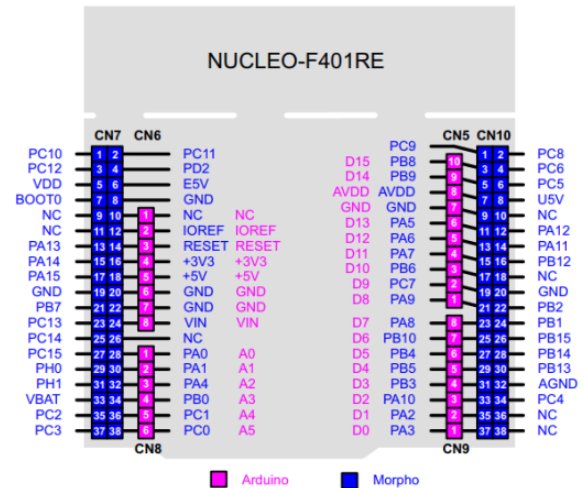 NUCLEO-F401RE
CN7 CN6 CN5 CN10
PC9
PC10 1 2 PC11 D15 PB8 10 1 2 PC8
PC12 3 4 PD2 D14 PB9 9 3 4 PC6
VDD 5 6 E5V AVDD AVDD 8 5 6 PC5
BOOT0 7 8 GND GND GND 7 7 8 U5V
NC 9 10 1 NC NC D13 PA5 6 9 10 NC
NC 11 12 2 IOREF IOREF D12 PA6 5 11 12 PA12
PA13 13 14 3 RESET RESET D11 PA7 4 13 14 PA11
PA14 15 16 4 +3V3 +3V3 D10 PB6 3 15 16 PB12
PA15 17 18 5 +5V +5V D9 PC7 2 17 18 NC
GND 19 20 6 GND GND D8 PA9 1 19 20 GND
PB7 21 22 7 GND GND 21 22 PB2
PC13 23 24 8 VIN VIN D7 PA8 8 23 24 PB1
PC14 25 26 NC D6 PB10 7 25 26 PB15
PC15 27 28 1 PA0 A0 D5 PB4 6 27 28 PB14
PH0 29 30 2 PA1 A1 D4 PB5 5 29 30 PB13
PH1 31 32 3 PA4 A2 D3 PB3 4 31 32 AGND
VBAT 33 34 4 PB0 A3 D2 PA10 3 33 34 PC4
PC2 35 36 5 PC1 A4 D1 PA2 2 35 36 NC
PC3 37 38 6 PC0 A5 D0 PA3 1 37 38 NC
CN8 CN9
Arduino Morpho